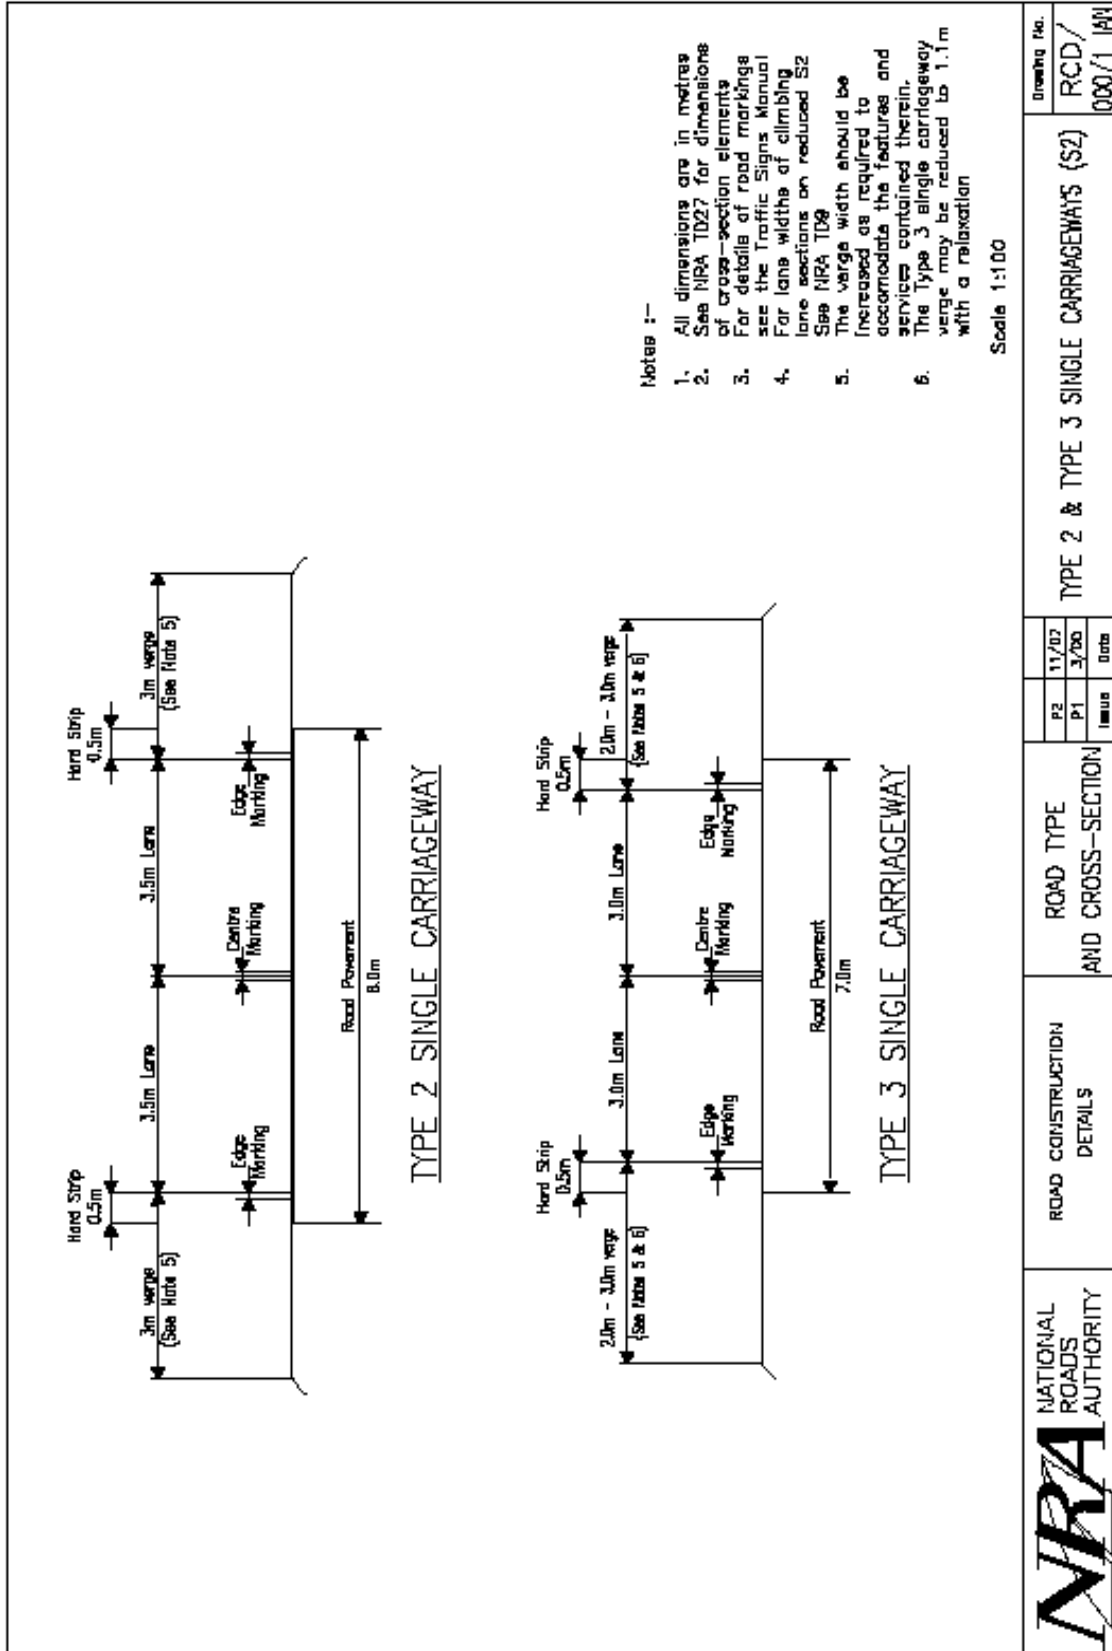 Hard Strip
0.5m
Hard Strip
0.5m
3m verge
(See Note 5)
3.5m Lane
3.5m Lane
3m verge
(See Note 5)
Edge
Marking
Centre
Marking
Edge
Marking
Road Pavement
8.0m
TYPE 2 SINGLE CARRIAGEWAY
Hard Strip
0.5m
Hard Strip
0.5m
2.0m - 3.0m verge
(See Notes 5 & 6)
3.0m Lane
3.0m Lane
2.0m - 3.0m verge
(See Notes 5 & 6)
Edge
Marking
Centre
Marking
Edge
Marking
Road Pavement
7.0m
TYPE 3 SINGLE CARRIAGEWAY
Notes :-
1. All dimensions are in metres
2. See NRA TD27 for dimensions
of cross-section elements
3. For details of road markings
see the Traffic Signs Manual
4. For lane widths of climbing
lane sections on reduced S2
See NRA TD9
5. The verge width should be
increased as required to
accomodate the features and
services contained therein.
6. The Type 3 single carriageway
verge may be reduced to 1.1m
with a relaxation
Scale 1:100
NRA
NATIONAL
ROADS
AUTHORITY
ROAD CONSTRUCTION
DETAILS
ROAD TYPE
AND CROSS-SECTION
P2 11/07
P1 3/00
Issue Date
TYPE 2 & TYPE 3 SINGLE CARRIAGEWAYS (S2)
Drawing No.
RCD/
000/1 JAN